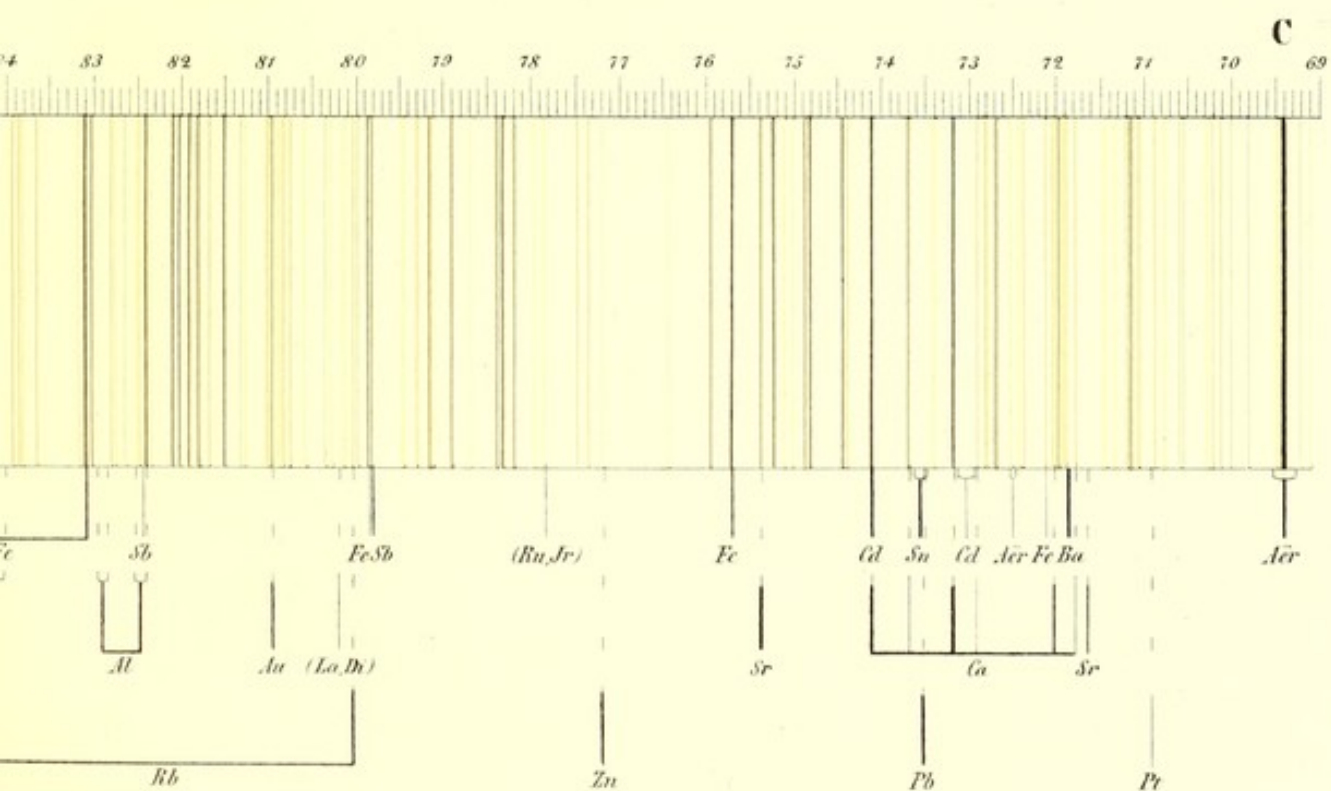 C
83 82 81 80 79 78 77 76 75 74 73 72 71 70 69
Sb Fe Sb (Ru, Jr) Fe Cd Sn Cd Aër Fe Ba Aër
Al Au (La, Di) Sr Ca Sr
Rb Zn Pb Pt